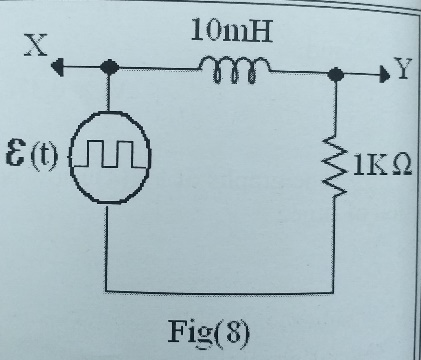 10mH
X
Y
ε(t)
1KΩ
Fig(8)